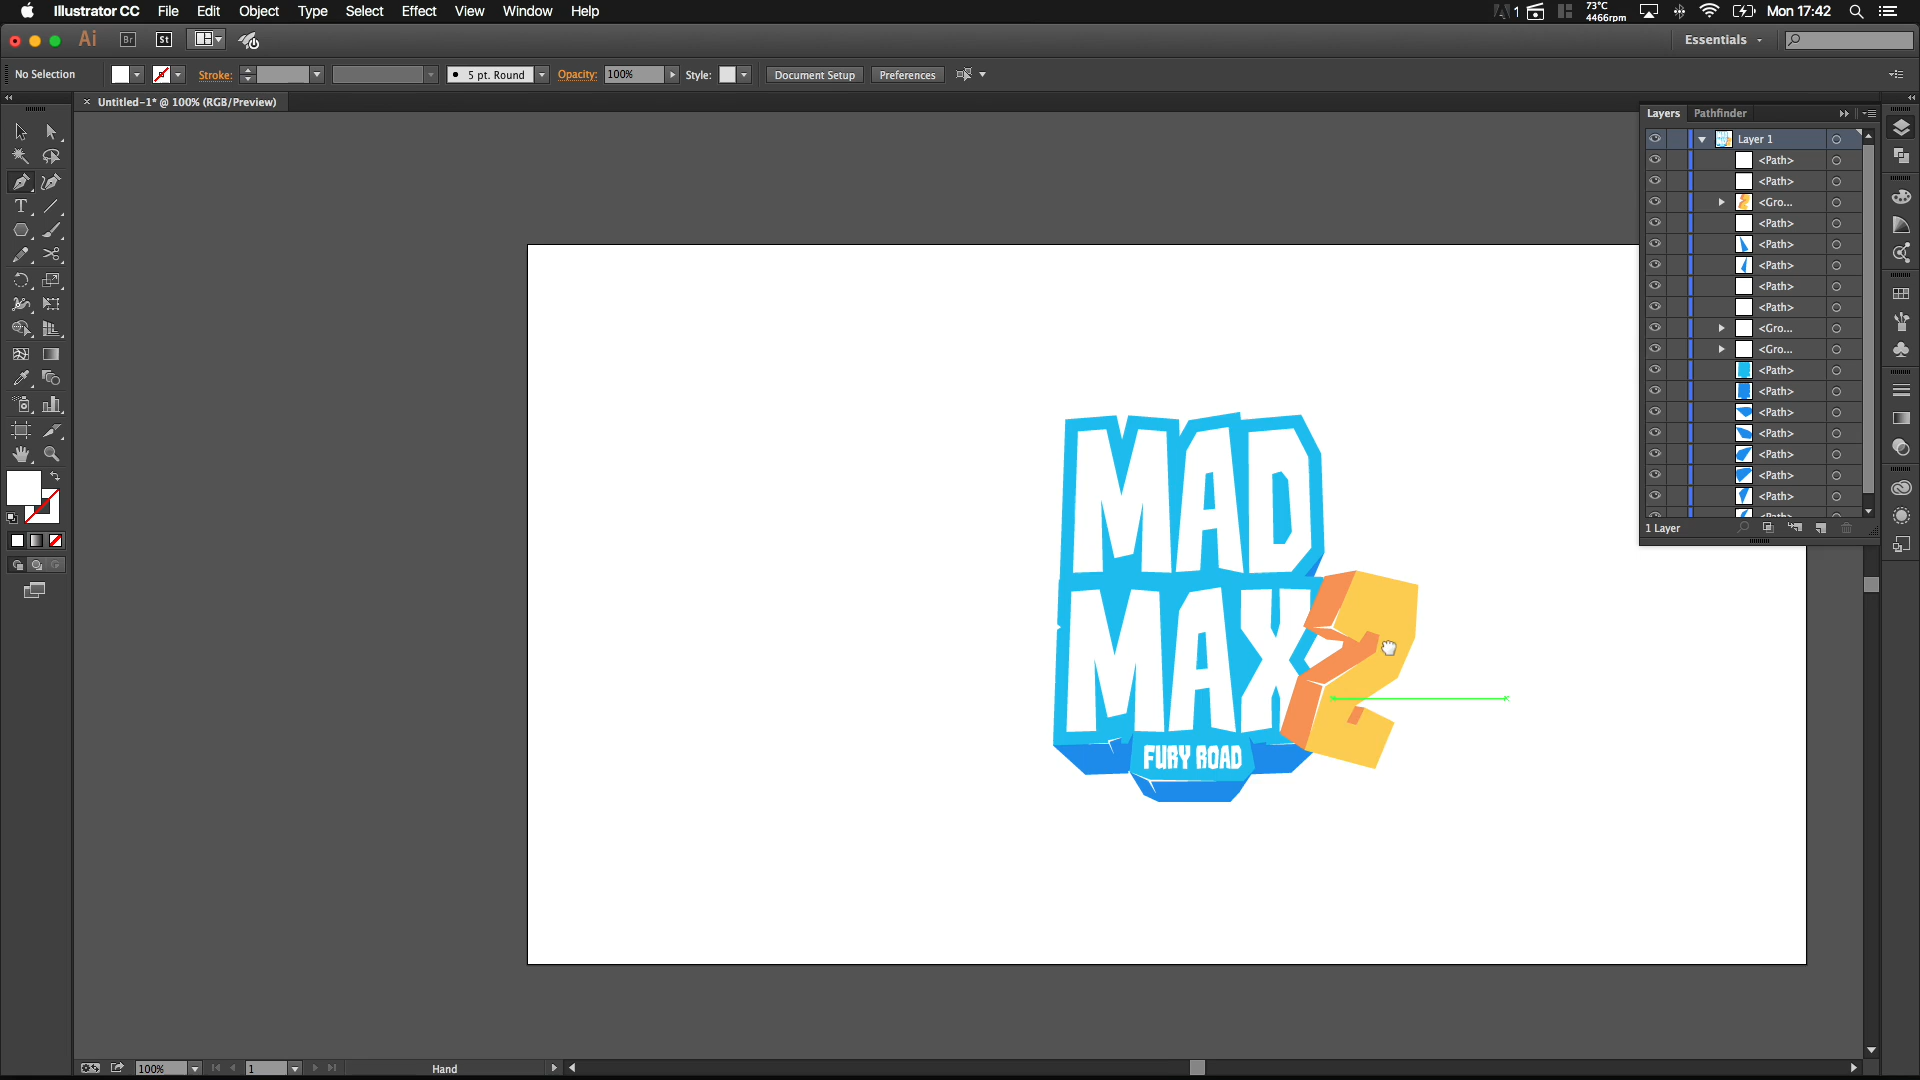 Illustrator CC File Edit Object Type Select Effect View Window Help
1 73°C 4466rpm Mon 17:42
Ai Br St Essentials
No Selection Stroke: 5 pt. Round Opacity: 100% Style: Document Setup Preferences
× Untitled-1* @ 100% (RGB/Preview)
Layers Pathfinder
Layer 1
<Path>
<Path>
<Gro...
<Path>
<Path>
<Path>
<Path>
<Path>
<Gro...
<Gro...
<Path>
<Path>
<Path>
<Path>
<Path>
<Path>
<Path>
1 Layer
MAD
MAX
2
FURY ROAD
100% 1 Hand